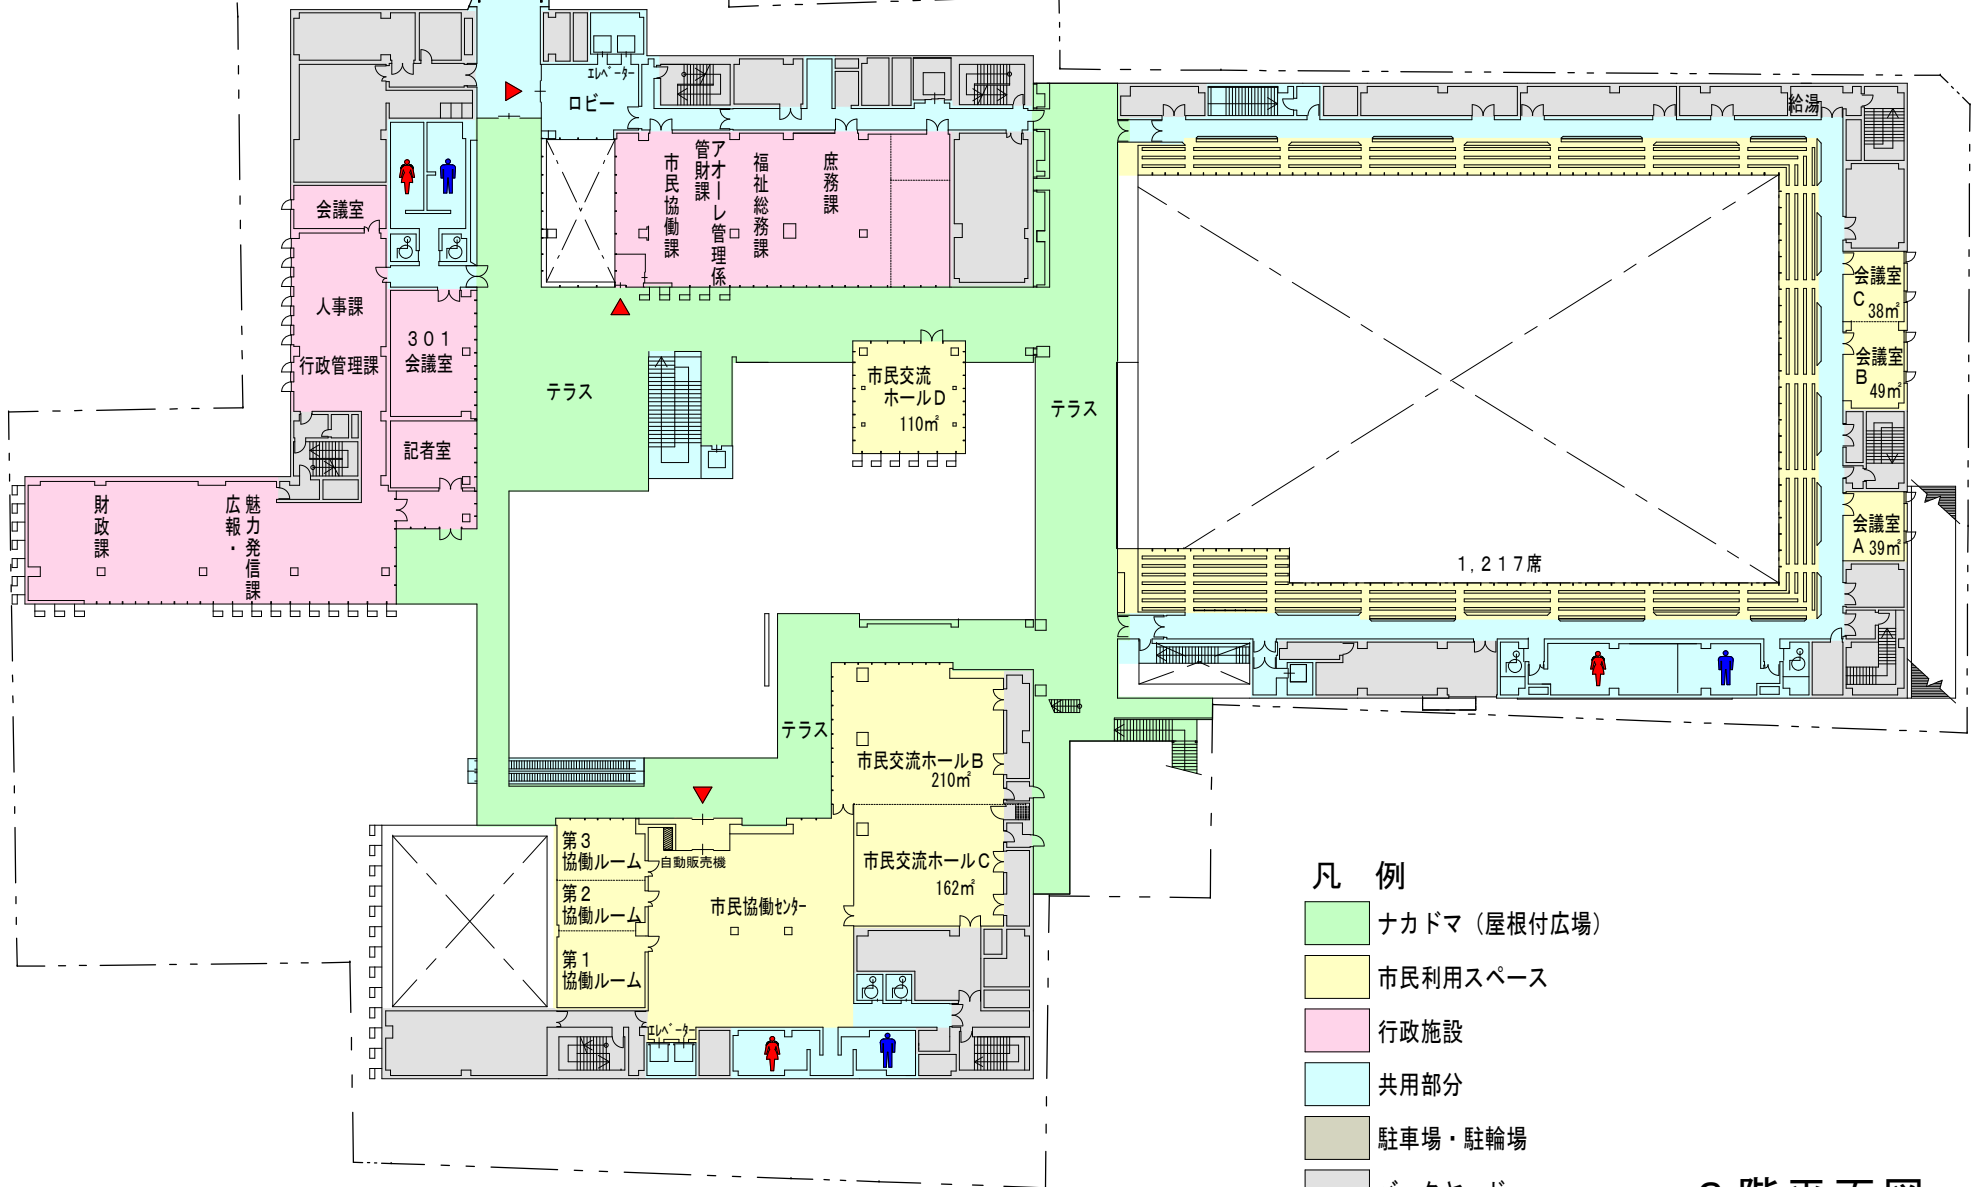 エレベーター
ロビー
給湯
市民協働課
アオーレ管理係
管財課
福祉総務課
庶務課
会議室
人事課
行政管理課
301
会議室
記者室
財政課
魅力発信課
広報・
テラス
市民交流
ホールD
110㎡
テラス
会議室
C 38㎡
会議室
B 49㎡
会議室
A 39㎡
1,217席
テラス
市民交流ホールB
210㎡
市民交流ホールC
162㎡
第3
協働ルーム
第2
協働ルーム
第1
協働ルーム
自動販売機
市民協働センター
エレベーター
凡 例
ナカドマ（屋根付広場）
市民利用スペース
行政施設
共用部分
駐車場・駐輪場